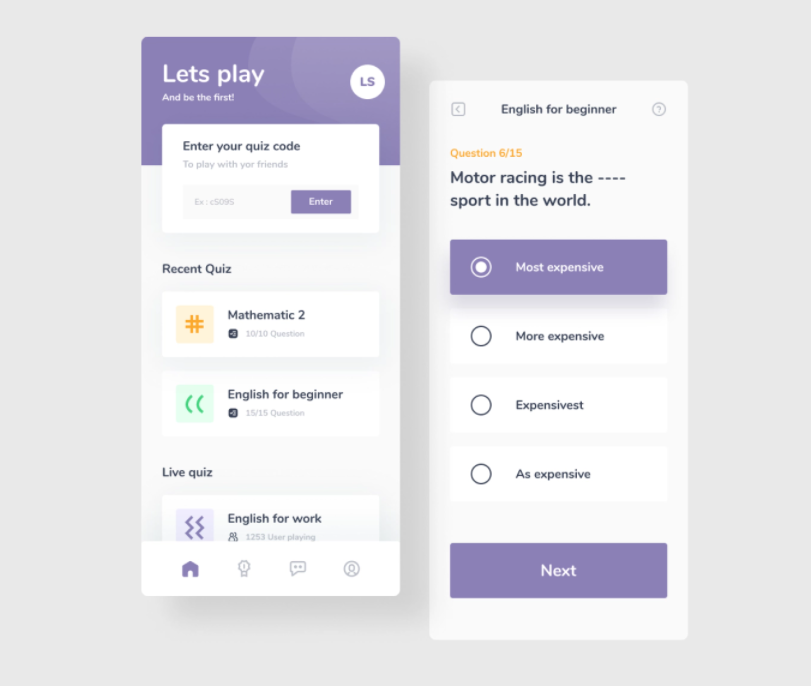 Lets play
And be the first!
LS
Enter your quiz code
To play with yor friends
Ex : c5095
Enter
Recent Quiz
Mathematic 2
10/10 Question
English for beginner
15/15 Question
Live quiz
English for work
1253 User playing
English for beginner
Question 6/15
Motor racing is the ----
sport in the world.
Most expensive
More expensive
Expensivest
As expensive
Next